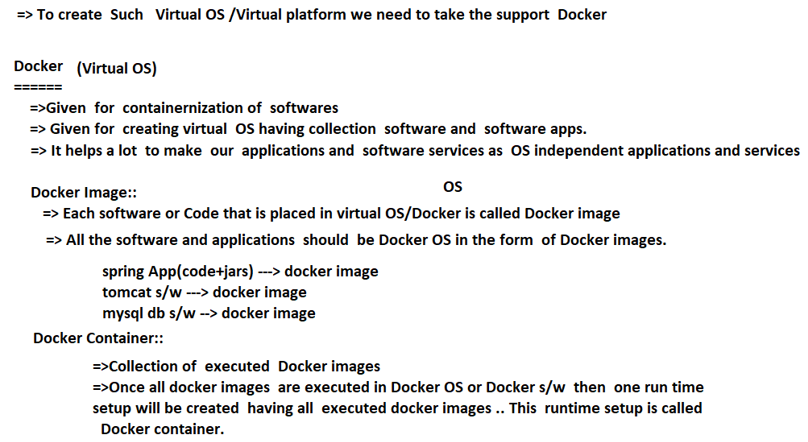 => To create Such Virtual OS /Virtual platform we need to take the support Docker
Docker (Virtual OS)
======
=>Given for containernization of softwares
=> Given for creating virtual OS having collection software and software apps.
=> It helps a lot to make our applications and software services as OS independent applications and services
OS
Docker Image::
=> Each software or Code that is placed in virtual OS/Docker is called Docker image
=> All the software and applications should be Docker OS in the form of Docker images.
spring App(code+jars) ---> docker image
tomcat s/w ---> docker image
mysql db s/w --> docker image
Docker Container::
=>Collection of executed Docker images
=>Once all docker images are executed in Docker OS or Docker s/w then one run time
setup will be created having all executed docker images .. This runtime setup is called
Docker container.